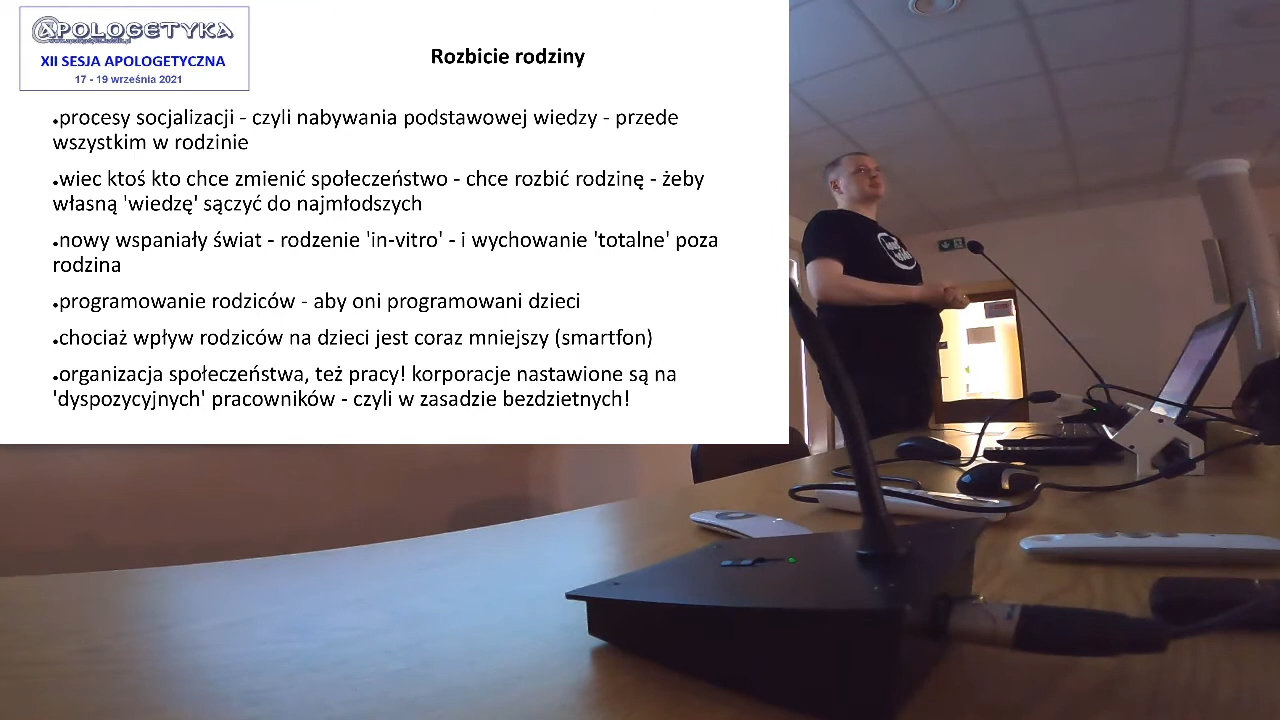 APOLOGETYKA
XII SESJA APOLOGETYCZNA
17 - 19 września 2021
Rozbicie rodziny
•procesy socjalizacji - czyli nabywania podstawowej wiedzy - przede
wszystkim w rodzinie
•wiec ktoś kto chce zmienić społeczeństwo - chce rozbić rodzinę - żeby
własną 'wiedzę' sączyć do najmłodszych
•nowy wspaniały świat - rodzenie 'in-vitro' - i wychowanie 'totalne' poza
rodzina
•programowanie rodziców - aby oni programowani dzieci
•chociaż wpływ rodziców na dzieci jest coraz mniejszy (smartfon)
•organizacja społeczeństwa, też pracy! korporacje nastawione są na
'dyspozycyjnych' pracowników - czyli w zasadzie bezdzietnych!